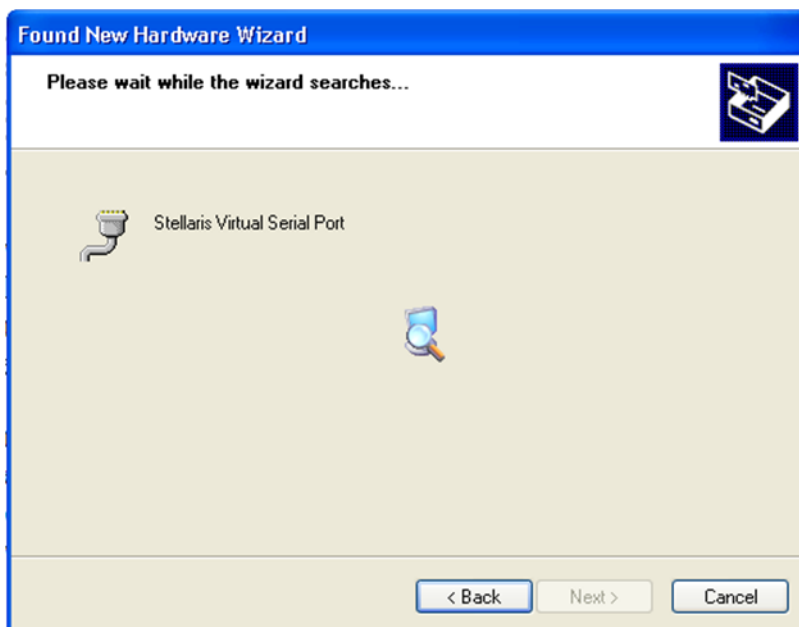 Found New Hardware Wizard
Please wait while the wizard searches...
Stellaris Virtual Serial Port
< Back
Next >
Cancel